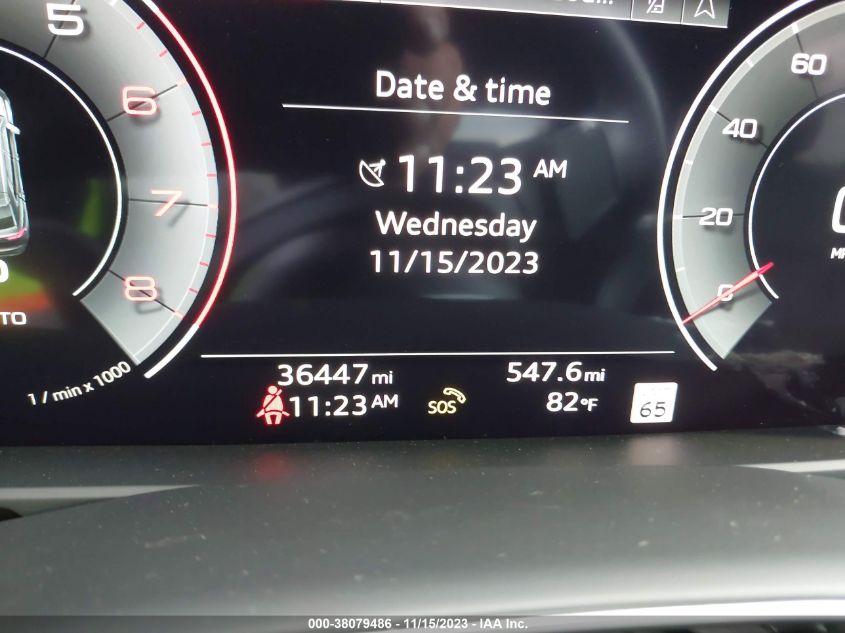 Date & time
11:23 AM
Wednesday
11/15/2023
5
6
7
8
1 / min x 1000
TO
60
40
20
0
36447 mi
547.6 mi
11:23 AM
SOS
82°F
65
000-38079486 - 11/15/2023 - IAA Inc.